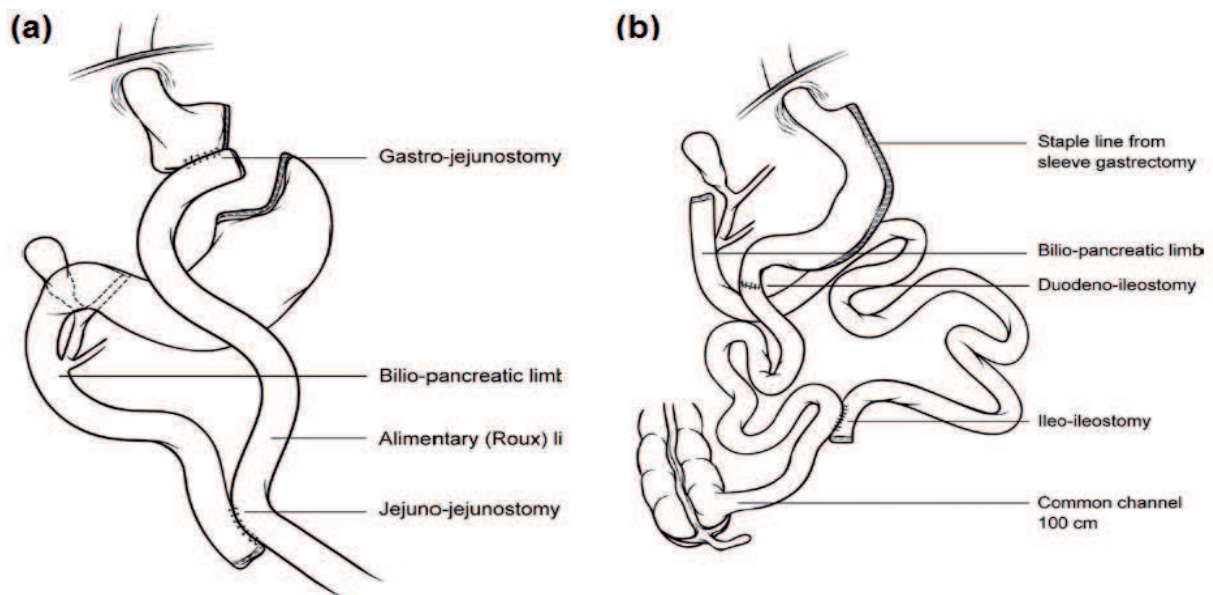 (a)
Gastro-jejunostomy
Bilio-pancreatic limb
Alimentary (Roux) li
Jejuno-jejunostomy
(b)
Staple line from
sleeve gastrectomy
Bilio-pancreatic limb
Duodeno-ileostomy
Ileo-ileostomy
Common channel
100 cm